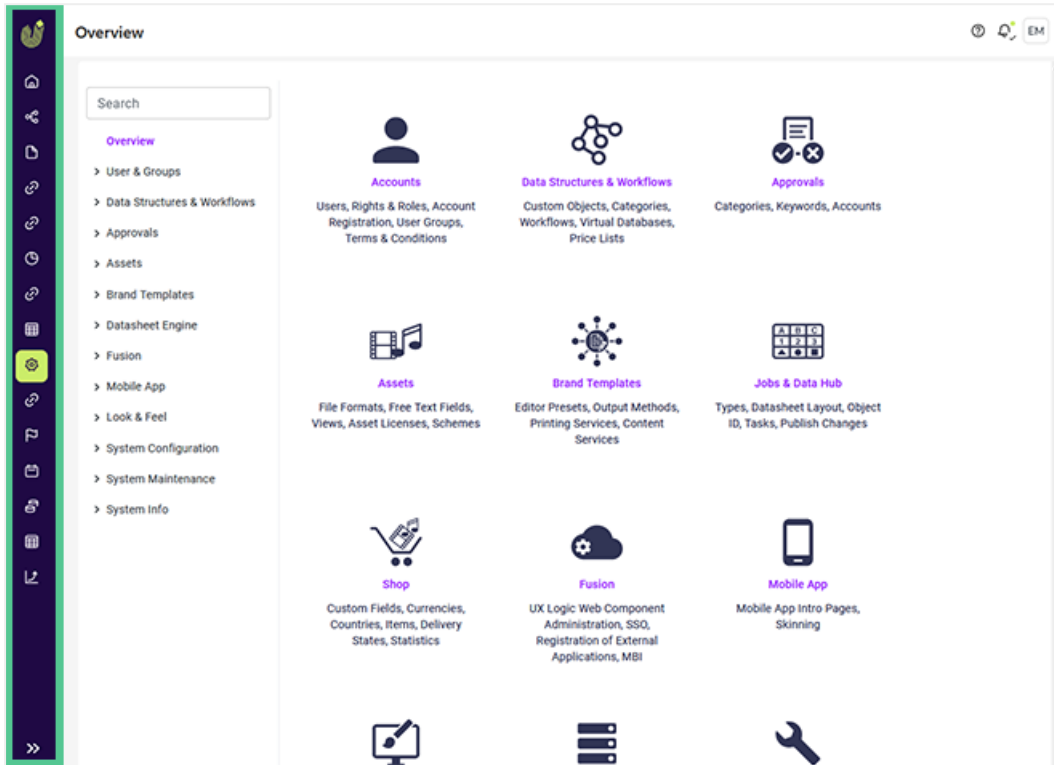 Overview
EM
Search
Overview
User & Groups
Data Structures & Workflows
Approvals
Assets
Brand Templates
Datasheet Engine
Fusion
Mobile App
Look & Feel
System Configuration
System Maintenance
System Info
Accounts
Users, Rights & Roles, Account
Registration, User Groups,
Terms & Conditions
Data Structures & Workflows
Custom Objects, Categories,
Workflows, Virtual Databases,
Price Lists
Approvals
Categories, Keywords, Accounts
Assets
File Formats, Free Text Fields,
Views, Asset Licenses, Schemes
Brand Templates
Editor Presets, Output Methods,
Printing Services, Content
Services
A B C
1 2 3
Jobs & Data Hub
Types, Datasheet Layout, Object
ID, Tasks, Publish Changes
Shop
Custom Fields, Currencies,
Countries, Items, Delivery
States, Statistics
Fusion
UX Logic Web Component
Administration, SSO,
Registration of External
Applications, MBI
Mobile App
Mobile App Intro Pages,
Skinning